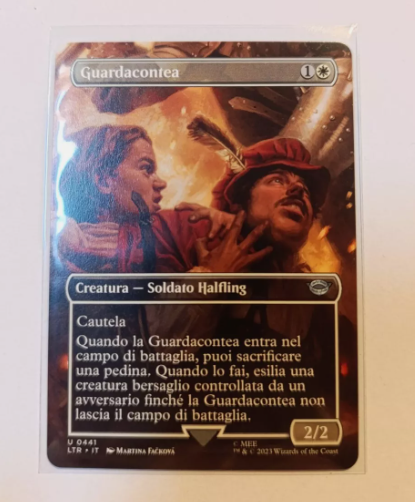 Guardacontea
1
Creatura — Soldato Halfling
Cautela
Quando la Guardacontea entra nel
campo di battaglia, puoi sacrificare
una pedina. Quando lo fai, esilia una
creatura bersaglio controllata da un
avversario finché la Guardacontea non
lascia il campo di battaglia.
2/2
U 0441
LTR • IT Martina Fačková
© MEE
™ & © 2023 Wizards of the Coast